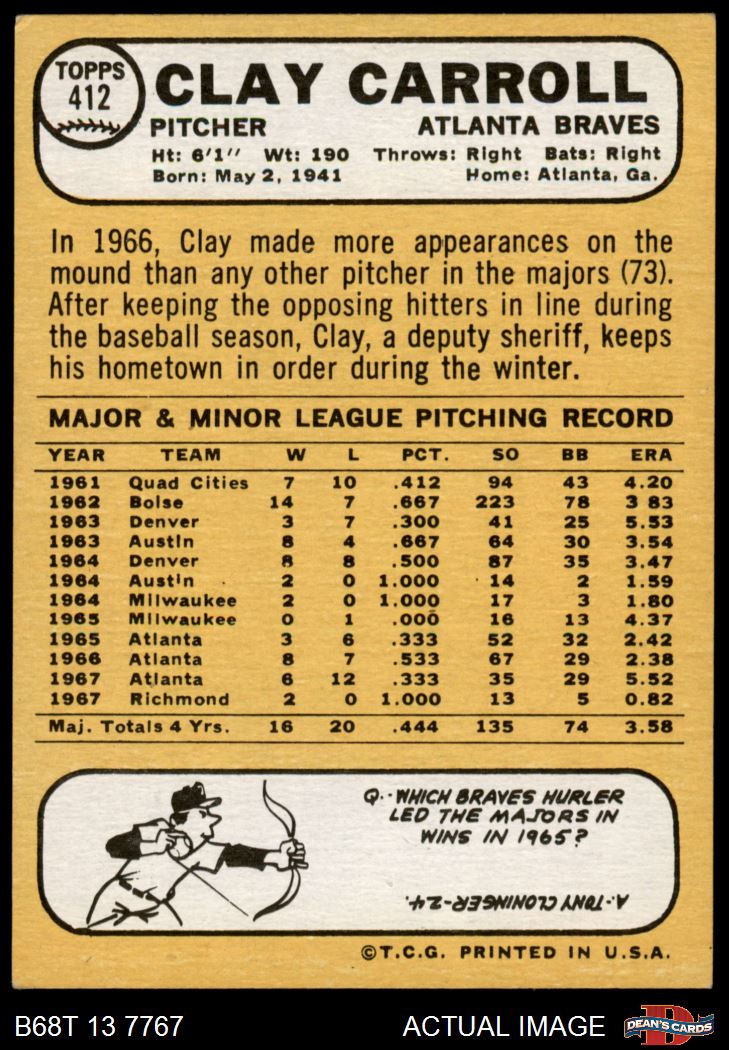 TOPPS
412
CLAY CARROLL
PITCHER ATLANTA BRAVES
Ht: 6'1" Wt: 190 Throws: Right Bats: Right
Born: May 2, 1941 Home: Atlanta, Ga.
In 1966, Clay made more appearances on the
mound than any other pitcher in the majors (73).
After keeping the opposing hitters in line during
the baseball season, Clay, a deputy sheriff, keeps
his hometown in order during the winter.
MAJOR & MINOR LEAGUE PITCHING RECORD
YEAR TEAM W L PCT. SO BB ERA
1961 Quad Cities 7 10 .412 94 43 4.20
1962 Boise 14 7 .667 223 78 3 83
1963 Denver 3 7 .300 41 25 5.53
1963 Austin 8 4 .667 64 30 3.54
1964 Denver 8 8 .500 87 35 3.47
1964 Austin 2 0 1.000 14 2 1.59
1964 Milwaukee 2 0 1.000 17 3 1.80
1965 Milwaukee 0 1 .000 16 13 4.37
1965 Atlanta 3 6 .333 52 32 2.42
1966 Atlanta 8 7 .533 67 29 2.38
1967 Atlanta 6 12 .333 35 29 5.52
1967 Richmond 2 0 1.000 13 5 0.82
Maj. Totals 4 Yrs. 16 20 .444 135 74 3.58
Q.- WHICH BRAVES HURLER
LED THE MAJORS IN
WINS IN 1965?
A.- TONY CLONINGER-24.
©T.C.G. PRINTED IN U.S.A.
B68T 13 7767 ACTUAL IMAGE
D
DEAN'S CARDS